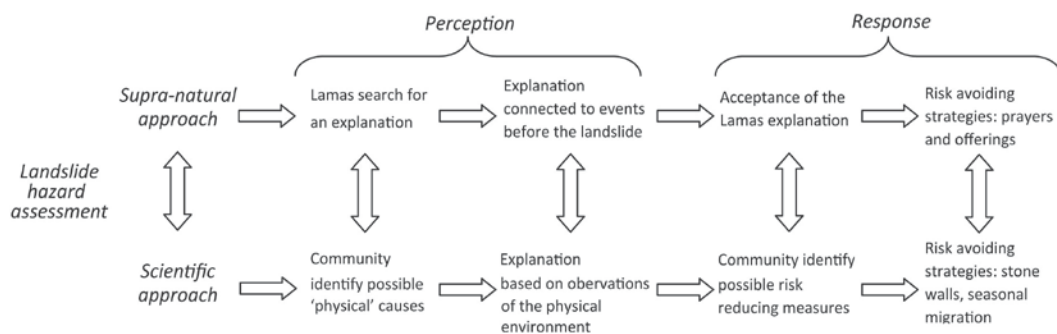 Perception
Response
Supra-natural
approach
Lamas search for
an explanation
Explanation
connected to events
before the landslide
Acceptance of the
Lamas explanation
Risk avoiding
strategies: prayers
and offerings
Landslide
hazard
assessment
Scientific
approach
Community
identify possible
‘physical’ causes
Explanation
based on obervations
of the physical
environment
Community identify
possible risk
reducing measures
Risk avoiding
strategies: stone
walls, seasonal
migration